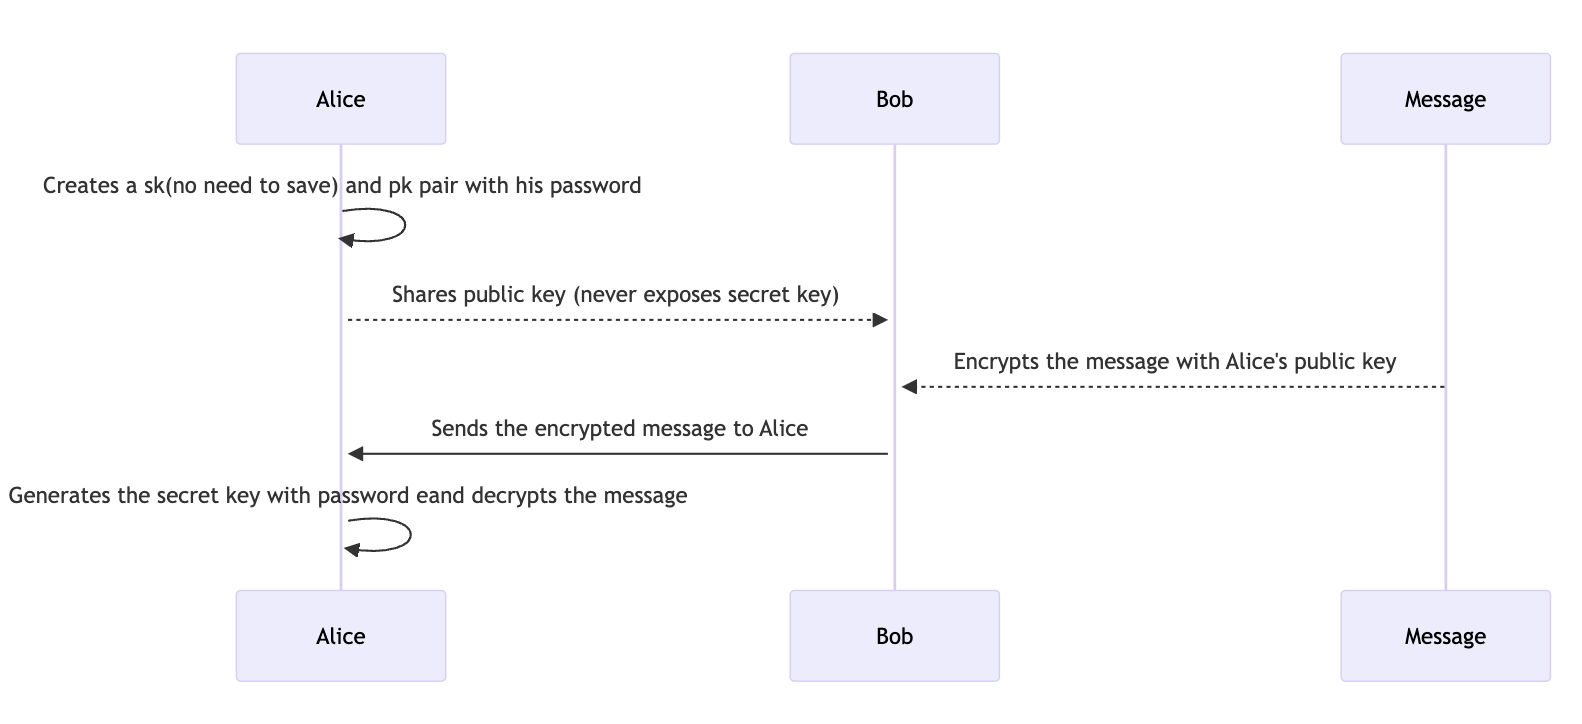 Alice
Bob
Message
Creates a sk(no need to save) and pk pair with his password
Shares public key (never exposes secret key)
Encrypts the message with Alice's public key
Sends the encrypted message to Alice
Generates the secret key with password eand decrypts the message
Alice
Bob
Message